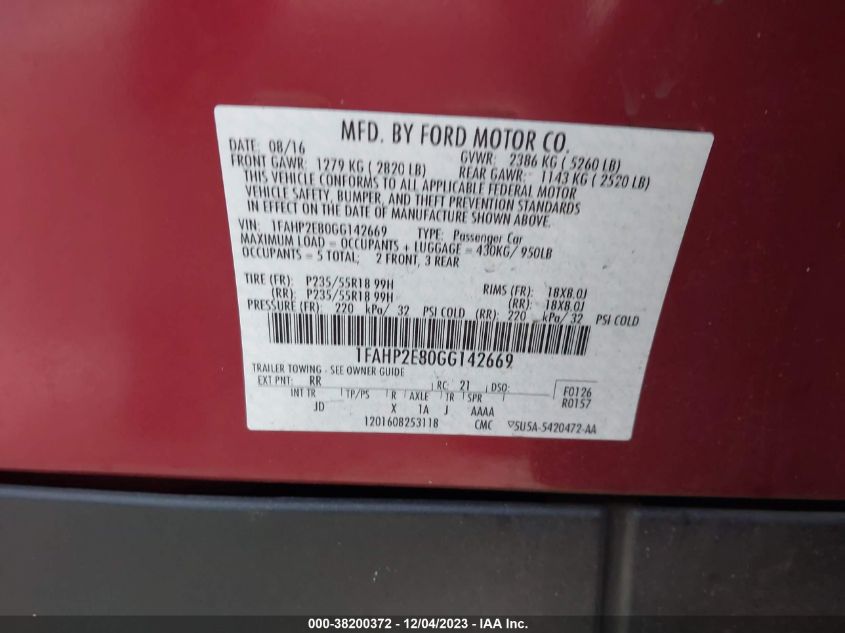 MFD. BY FORD MOTOR CO.
DATE: 08/16 GVWR: 2386 KG ( 5260 LB)
FRONT GAWR: 1279 KG ( 2820 LB) REAR GAWR: 1143 KG ( 2520 LB)
THIS VEHICLE CONFORMS TO ALL APPLICABLE FEDERAL MOTOR
VEHICLE SAFETY, BUMPER, AND THEFT PREVENTION STANDARDS
IN EFFECT ON THE DATE OF MANUFACTURE SHOWN ABOVE.
VIN: 1FAHP2E80GG142669 TYPE: Passenger Car
MAXIMUM LOAD = OCCUPANTS + LUGGAGE = 430KG/ 950LB
OCCUPANTS = 5 TOTAL; 2 FRONT, 3 REAR
TIRE (FR): P235/55R18 99H RIMS (FR): 18X8.0J
(RR): P235/55R18 99H (RR): 18X8.0J
PRESSURE (FR): 220 kPa/ 32 PSI COLD (RR): 220 kPa/ 32 PSI COLD
1FAHP2E80GG142669
TRAILER TOWING - SEE OWNER GUIDE
EXT PNT: RR RC: 21 DSO: F0126
INT TR TP/PS R AXLE TR SPR R0157
JD X 1A J AAAA
1201608253118 CMC ▽5U5A-5420472-AA
000-38200372 - 12/04/2023 - IAA Inc.